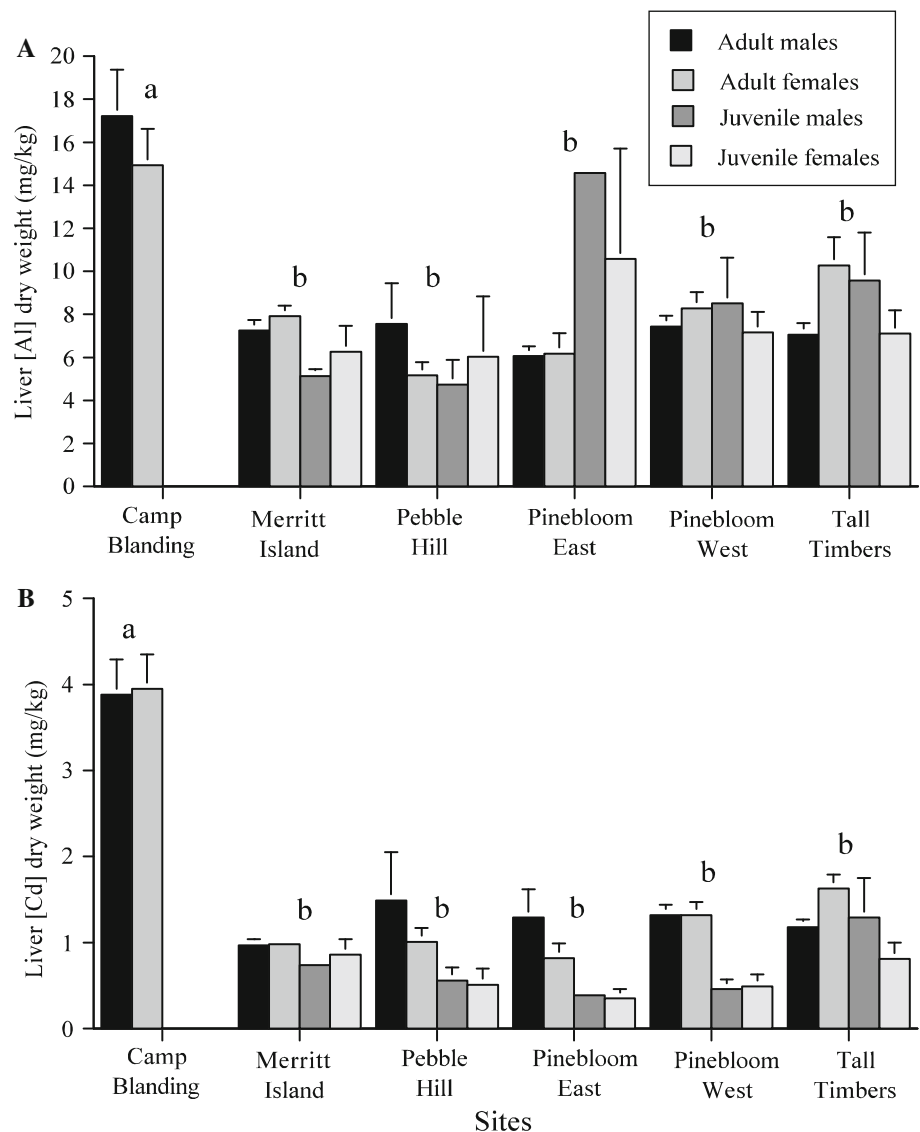 A
Liver [Al] dry weight (mg/kg)
20
18
16
14
12
10
8
6
4
2
0
a
b
b
b
b
b
Adult males
Adult females
Juvenile males
Juvenile females
Camp
Blanding
Merritt
Island
Pebble
Hill
Pinebloom
East
Pinebloom
West
Tall
Timbers
B
Liver [Cd] dry weight (mg/kg)
5
4
3
2
1
0
a
b
b
b
b
b
Camp
Blanding
Merritt
Island
Pebble
Hill
Pinebloom
East
Pinebloom
West
Tall
Timbers
Sites